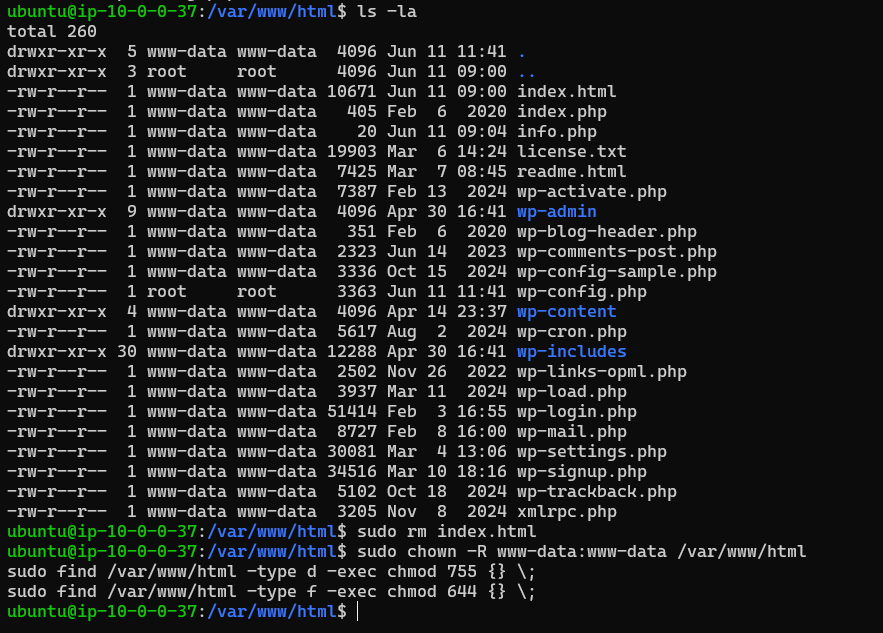 ubuntu@ip-10-0-0-37:/var/www/html$ ls -la
total 260
drwxr-xr-x  5 www-data www-data  4096 Jun 11 11:41 .
drwxr-xr-x  3 root     root      4096 Jun 11 09:00 ..
-rw-r--r--  1 www-data www-data 10671 Jun 11 09:00 index.html
-rw-r--r--  1 www-data www-data   405 Feb  6  2020 index.php
-rw-r--r--  1 www-data www-data    20 Jun 11 09:04 info.php
-rw-r--r--  1 www-data www-data 19903 Mar  6 14:24 license.txt
-rw-r--r--  1 www-data www-data  7425 Mar  7 08:45 readme.html
-rw-r--r--  1 www-data www-data  7387 Feb 13  2024 wp-activate.php
drwxr-xr-x  9 www-data www-data  4096 Apr 30 16:41 wp-admin
-rw-r--r--  1 www-data www-data   351 Feb  6  2020 wp-blog-header.php
-rw-r--r--  1 www-data www-data  2323 Jun 14  2023 wp-comments-post.php
-rw-r--r--  1 www-data www-data  3336 Oct 15  2024 wp-config-sample.php
-rw-r--r--  1 root     root      3363 Jun 11 11:41 wp-config.php
drwxr-xr-x  4 www-data www-data  4096 Apr 14 23:37 wp-content
-rw-r--r--  1 www-data www-data  5617 Aug  2  2024 wp-cron.php
drwxr-xr-x 30 www-data www-data 12288 Apr 30 16:41 wp-includes
-rw-r--r--  1 www-data www-data  2502 Nov 26  2022 wp-links-opml.php
-rw-r--r--  1 www-data www-data  3937 Mar 11  2024 wp-load.php
-rw-r--r--  1 www-data www-data 51414 Feb  3 16:55 wp-login.php
-rw-r--r--  1 www-data www-data  8727 Feb  8 16:00 wp-mail.php
-rw-r--r--  1 www-data www-data 30081 Mar  4 13:06 wp-settings.php
-rw-r--r--  1 www-data www-data 34516 Mar 10 18:16 wp-signup.php
-rw-r--r--  1 www-data www-data  5102 Oct 18  2024 wp-trackback.php
-rw-r--r--  1 www-data www-data  3205 Nov  8  2024 xmlrpc.php
ubuntu@ip-10-0-0-37:/var/www/html$ sudo rm index.html
ubuntu@ip-10-0-0-37:/var/www/html$ sudo chown -R www-data:www-data /var/www/html
sudo find /var/www/html -type d -exec chmod 755 {} \;
sudo find /var/www/html -type f -exec chmod 644 {} \;
ubuntu@ip-10-0-0-37:/var/www/html$